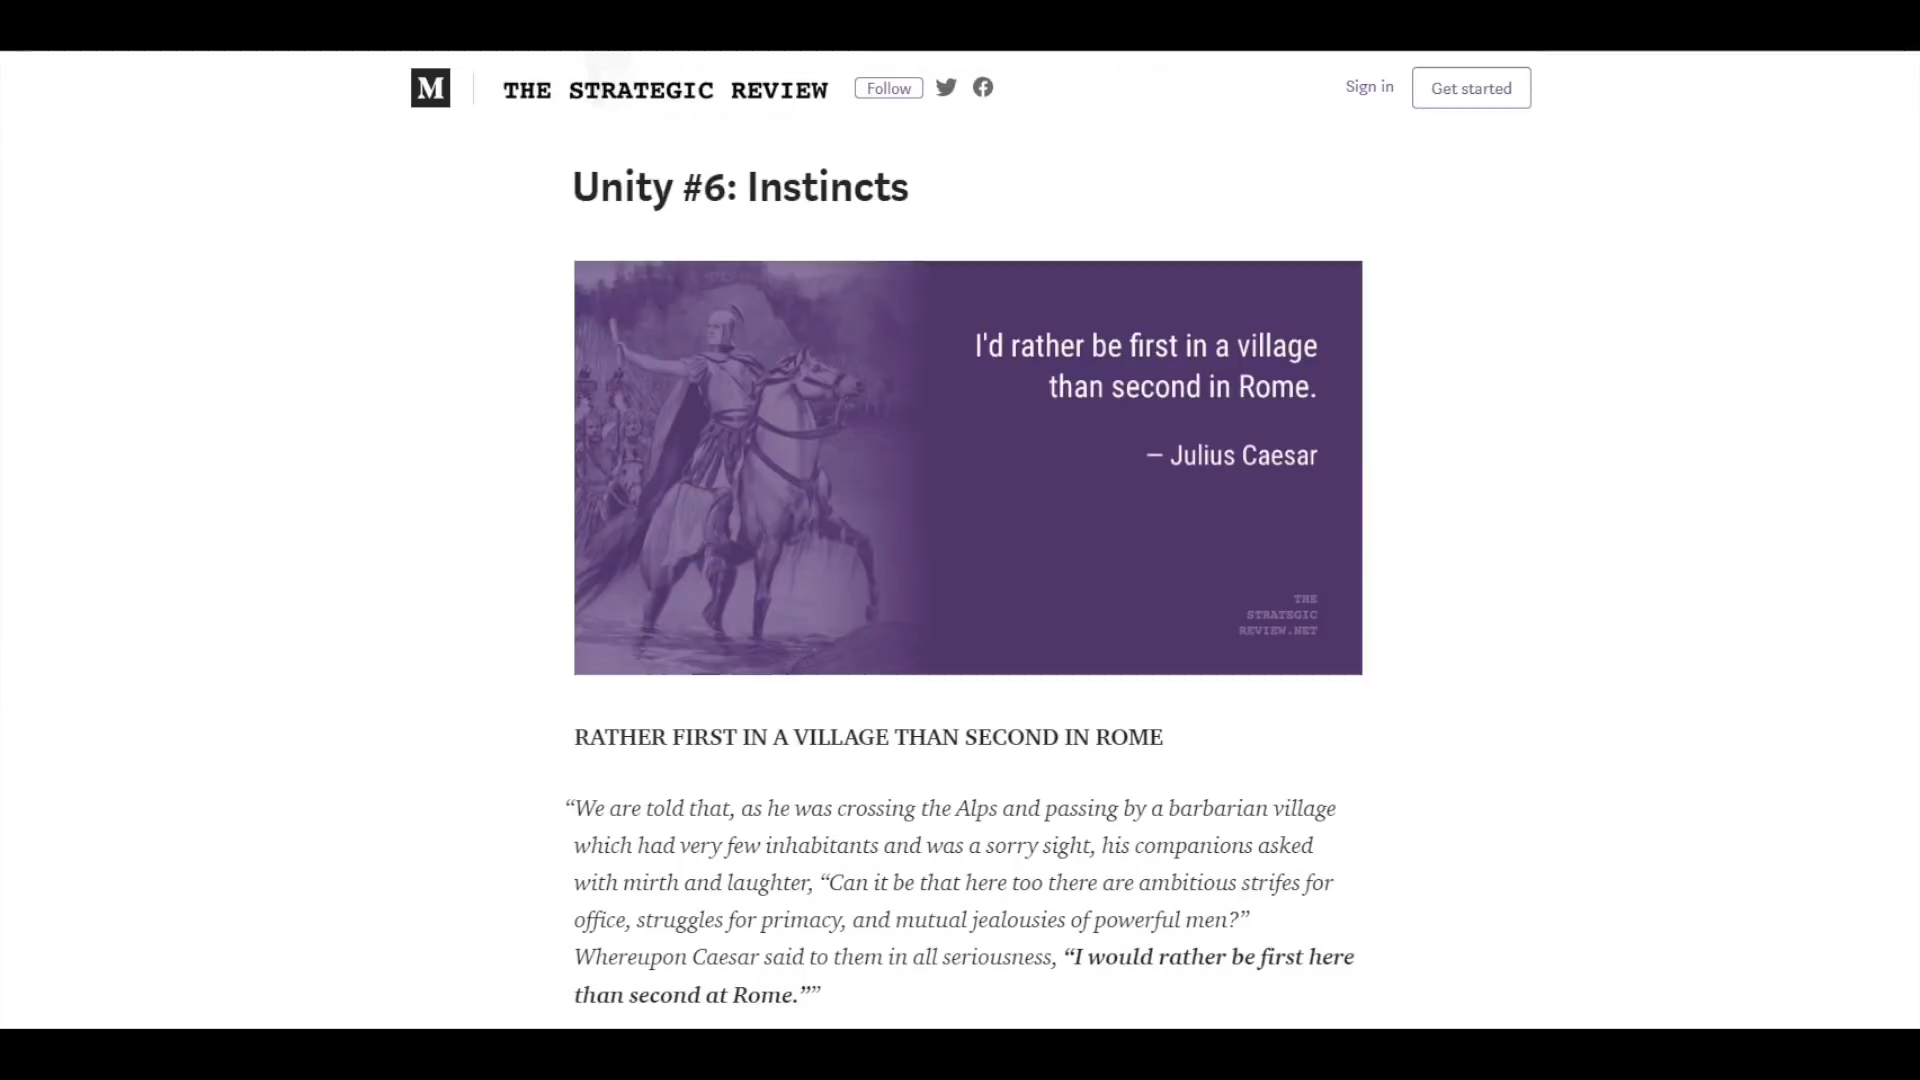 M
THE STRATEGIC REVIEW
Follow
Sign in
Get started
Unity #6: Instincts
I'd rather be first in a village
than second in Rome.
– Julius Caesar
THE
STRATEGIC
REVIEW.NET
RATHER FIRST IN A VILLAGE THAN SECOND IN ROME
“We are told that, as he was crossing the Alps and passing by a barbarian village
which had very few inhabitants and was a sorry sight, his companions asked
with mirth and laughter, “Can it be that here too there are ambitious strifes for
office, struggles for primacy, and mutual jealousies of powerful men?”
Whereupon Caesar said to them in all seriousness, “I would rather be first here
than second at Rome.””